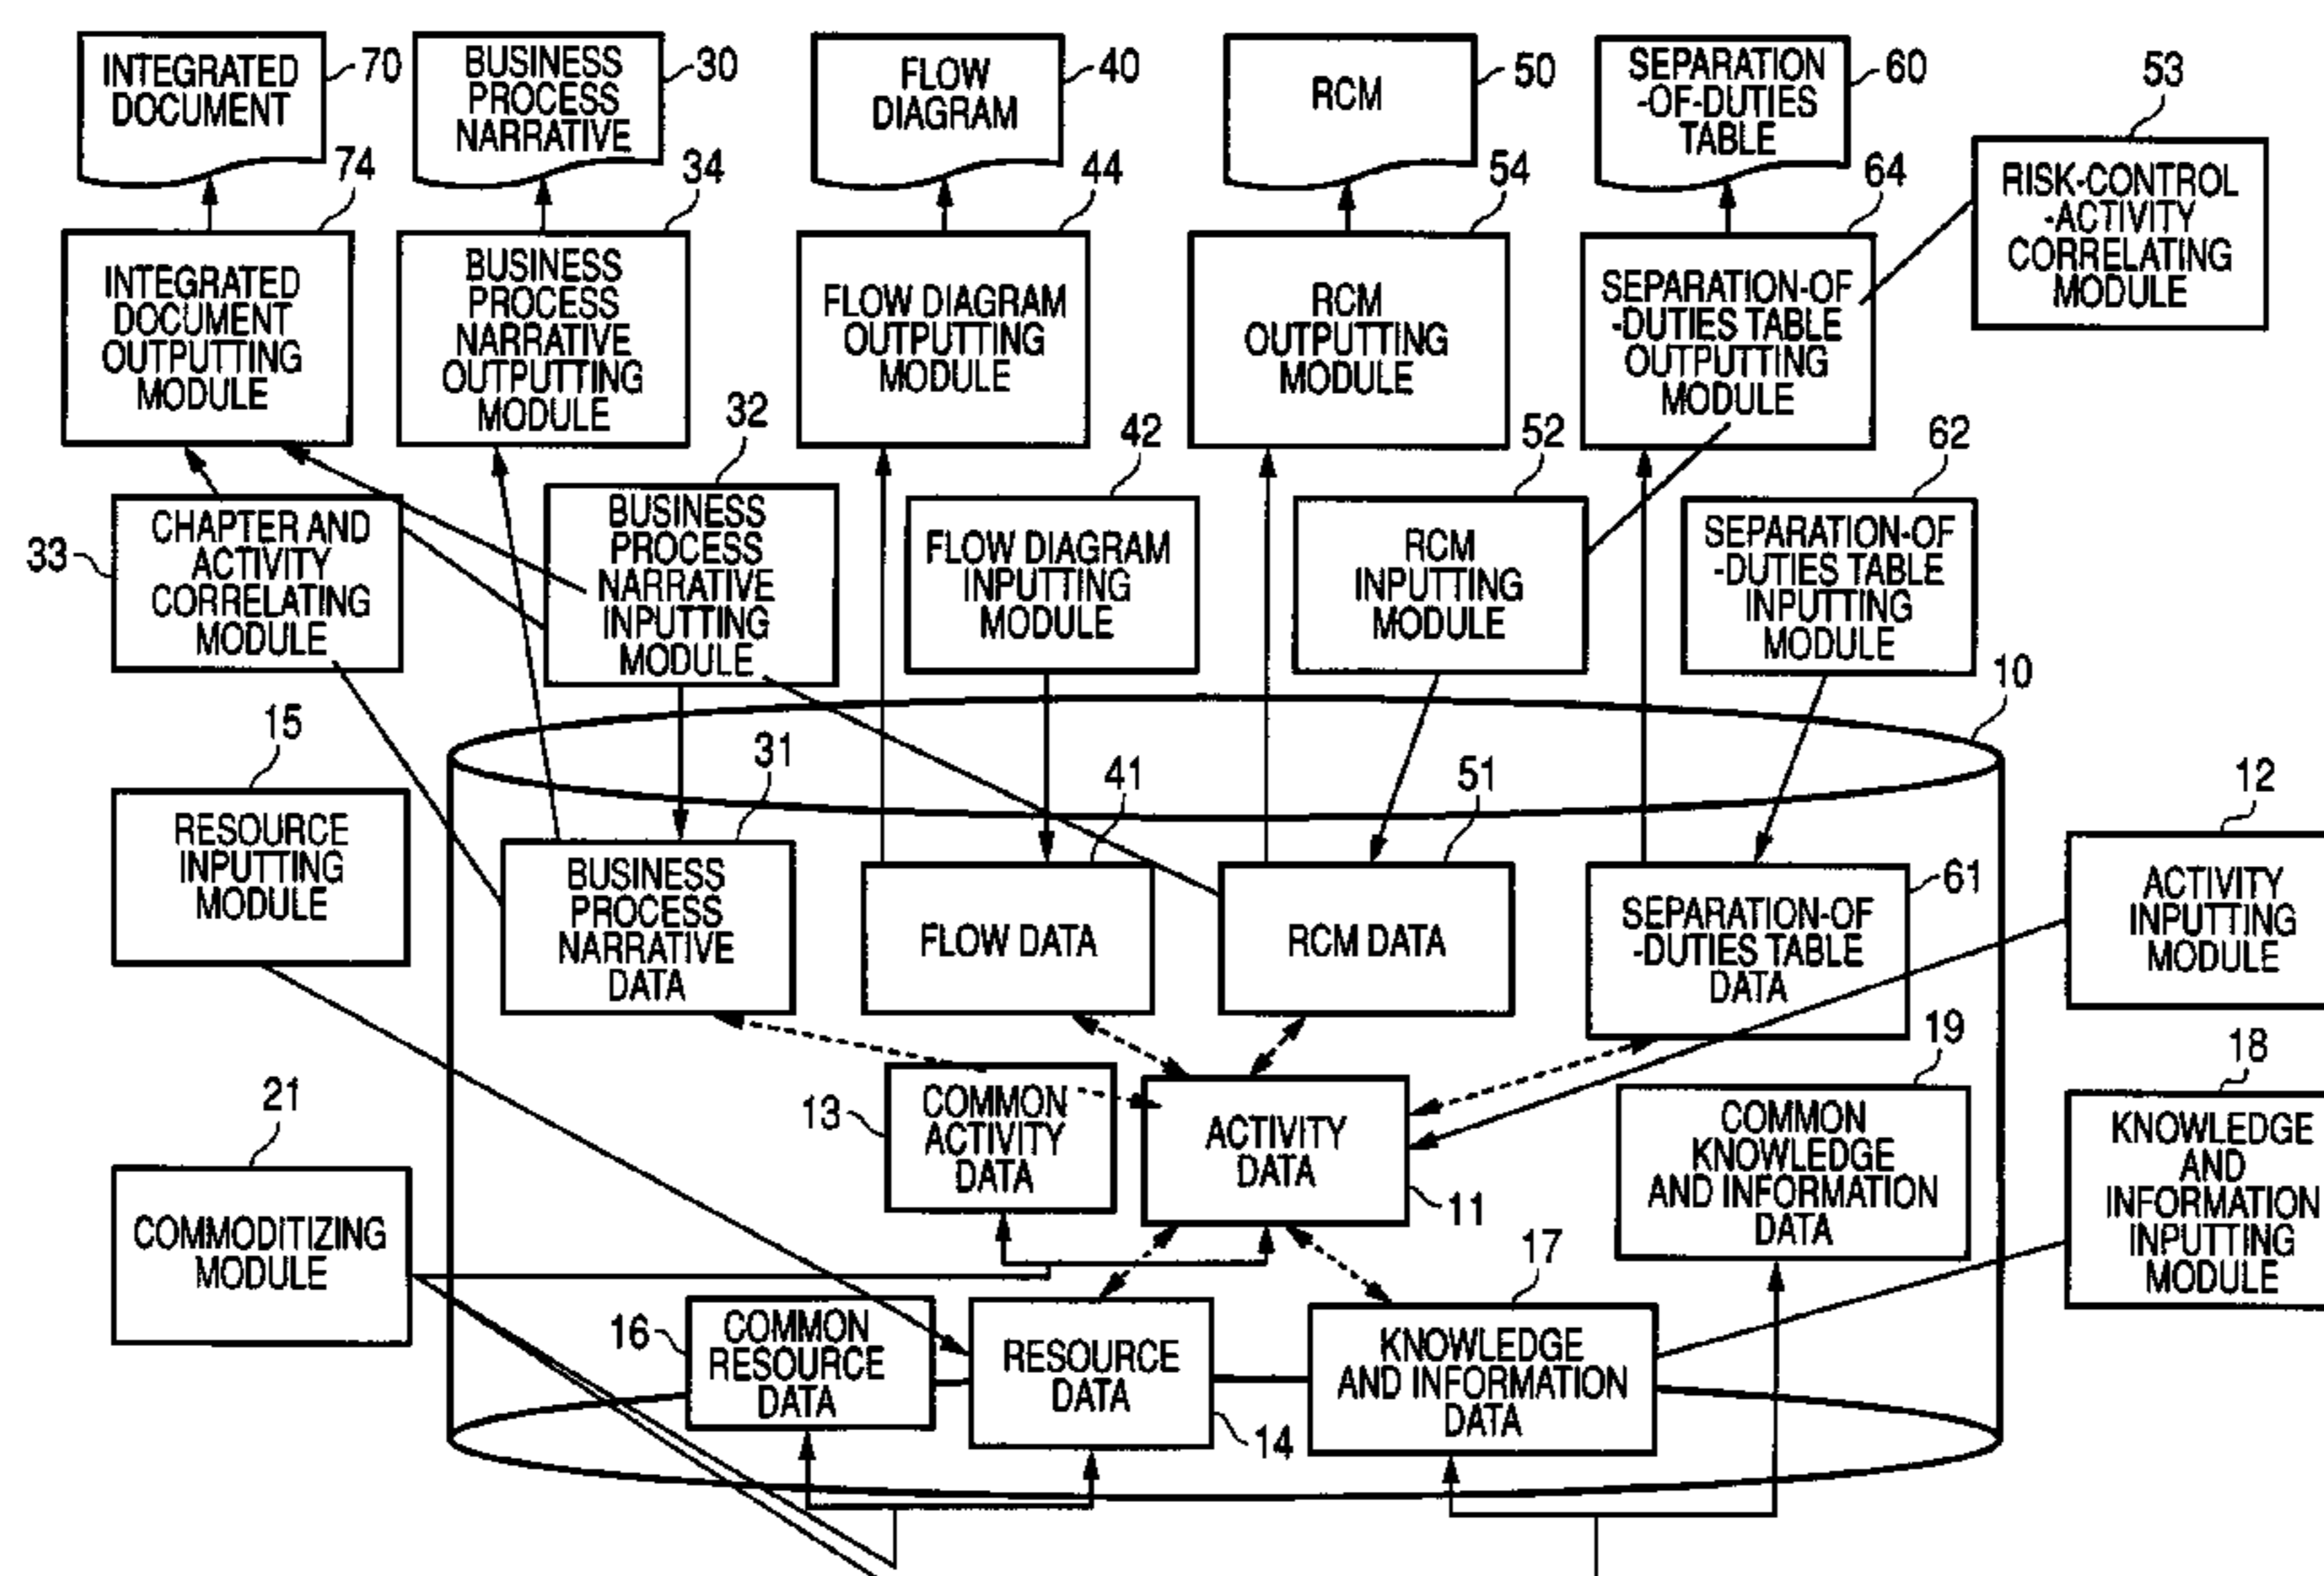 INTEGRATED
DOCUMENT
70
BUSINESS
PROCESS
NARRATIVE
30
FLOW
DIAGRAM
40
RCM
50
SEPARATION
-OF-DUTIES
TABLE
60
53
RISK-CONTROL
-ACTIVITY
CORRELATING
MODULE
74
INTEGRATED
DOCUMENT
OUTPUTTING
MODULE
34
BUSINESS
PROCESS
NARRATIVE
OUTPUTTING
MODULE
44
FLOW DIAGRAM
OUTPUTTING
MODULE
54
RCM
OUTPUTTING
MODULE
64
SEPARATION-OF
-DUTIES TABLE
OUTPUTTING
MODULE
33
CHAPTER AND
ACTIVITY
CORRELATING
MODULE
32
BUSINESS
PROCESS
NARRATIVE
INPUTTING
MODULE
42
FLOW DIAGRAM
INPUTTING
MODULE
52
RCM
INPUTTING
MODULE
62
SEPARATION-OF
-DUTIES TABLE
INPUTTING
MODULE
10
15
RESOURCE
INPUTTING
MODULE
31
BUSINESS
PROCESS
NARRATIVE
DATA
41
FLOW DATA
51
RCM DATA
61
SEPARATION-OF
-DUTIES TABLE
DATA
12
ACTIVITY
INPUTTING
MODULE
21
COMMODITIZING
MODULE
13
COMMON
ACTIVITY
DATA
ACTIVITY
DATA
11
19
COMMON
KNOWLEDGE
AND INFORMATION
DATA
18
KNOWLEDGE
AND
INFORMATION
INPUTTING
MODULE
16
COMMON
RESOURCE
DATA
RESOURCE
DATA
14
17
KNOWLEDGE
AND INFORMATION
DATA